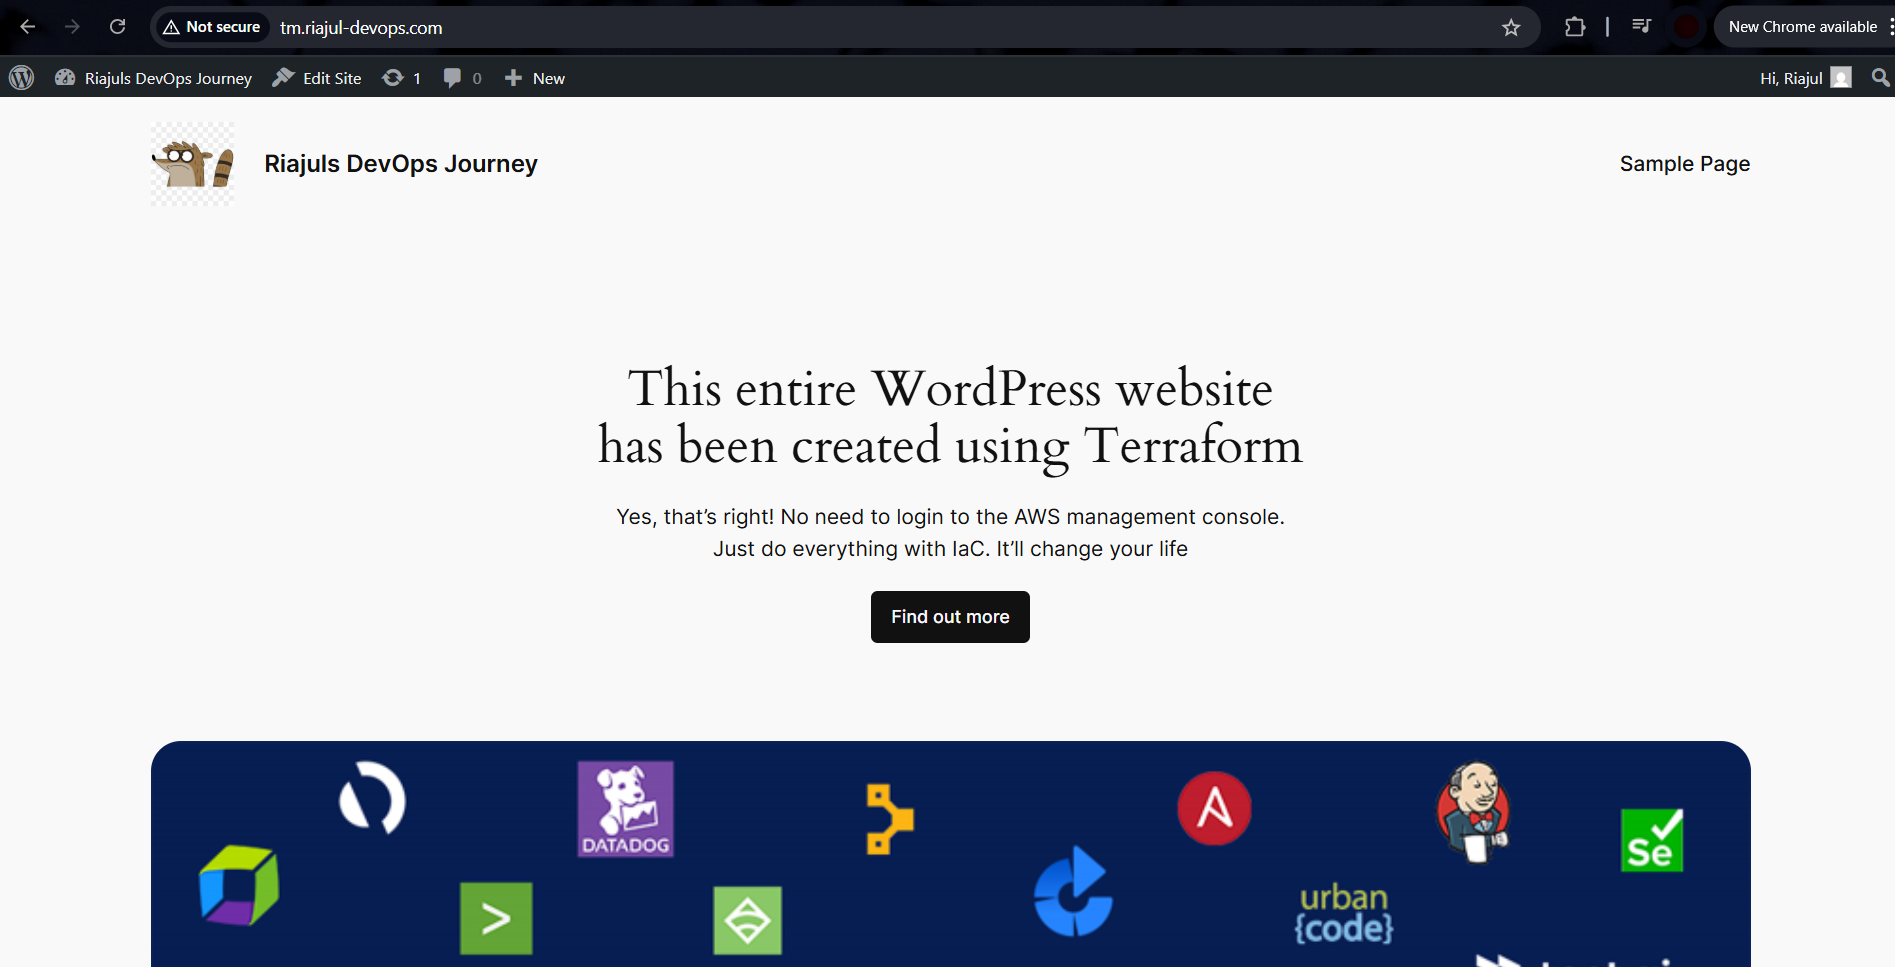 Not secure
tm.riajul-devops.com
New Chrome available
Riajuls DevOps Journey
Edit Site
1
0
New
Hi, Riajul
Riajuls DevOps Journey
Sample Page
This entire WordPress website
has been created using Terraform
Yes, that’s right! No need to login to the AWS management console.
Just do everything with IaC. It’ll change your life
Find out more
DATADOG
Se
urban
{code}